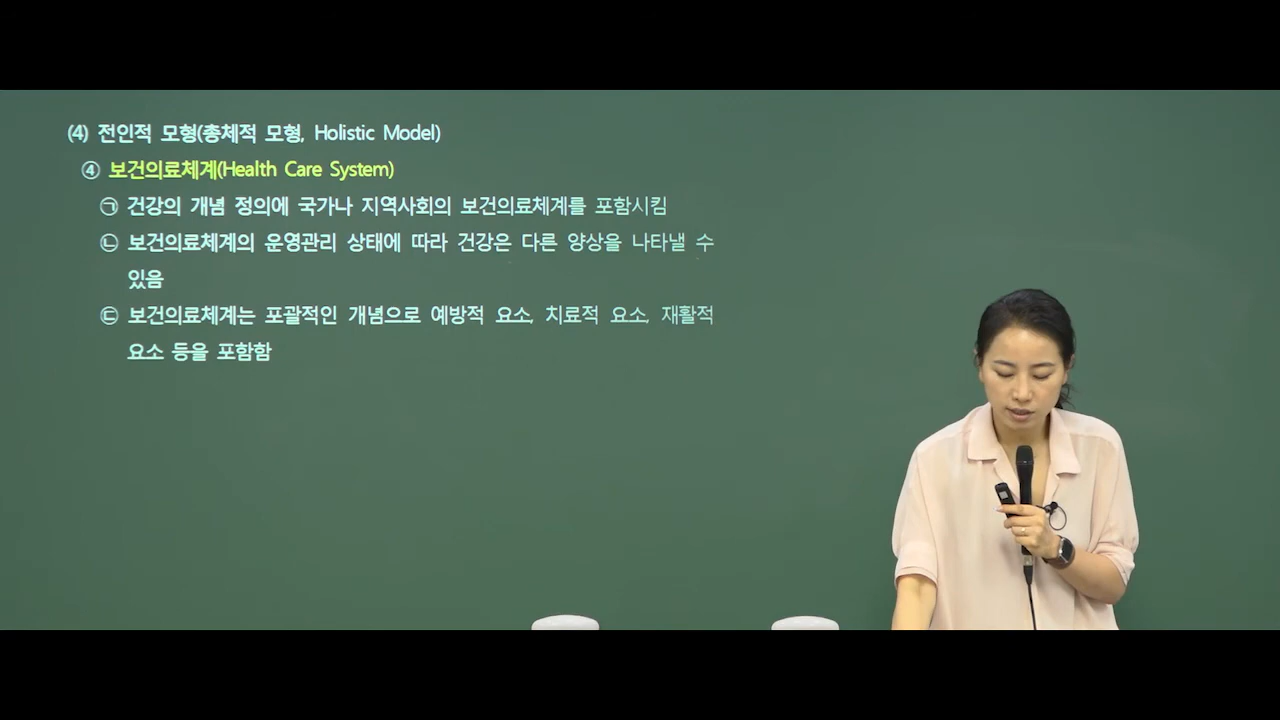 (4) 전인적 모형(총체적 모형, Holistic Model)
④ 보건의료체계(Health Care System)
㉠ 건강의 개념 정의에 국가나 지역사회의 보건의료체계를 포함시킴
㉡ 보건의료체계의 운영관리 상태에 따라 건강은 다른 양상을 나타낼 수
있음
㉢ 보건의료체계는 포괄적인 개념으로 예방적 요소, 치료적 요소, 재활적
요소 등을 포함함